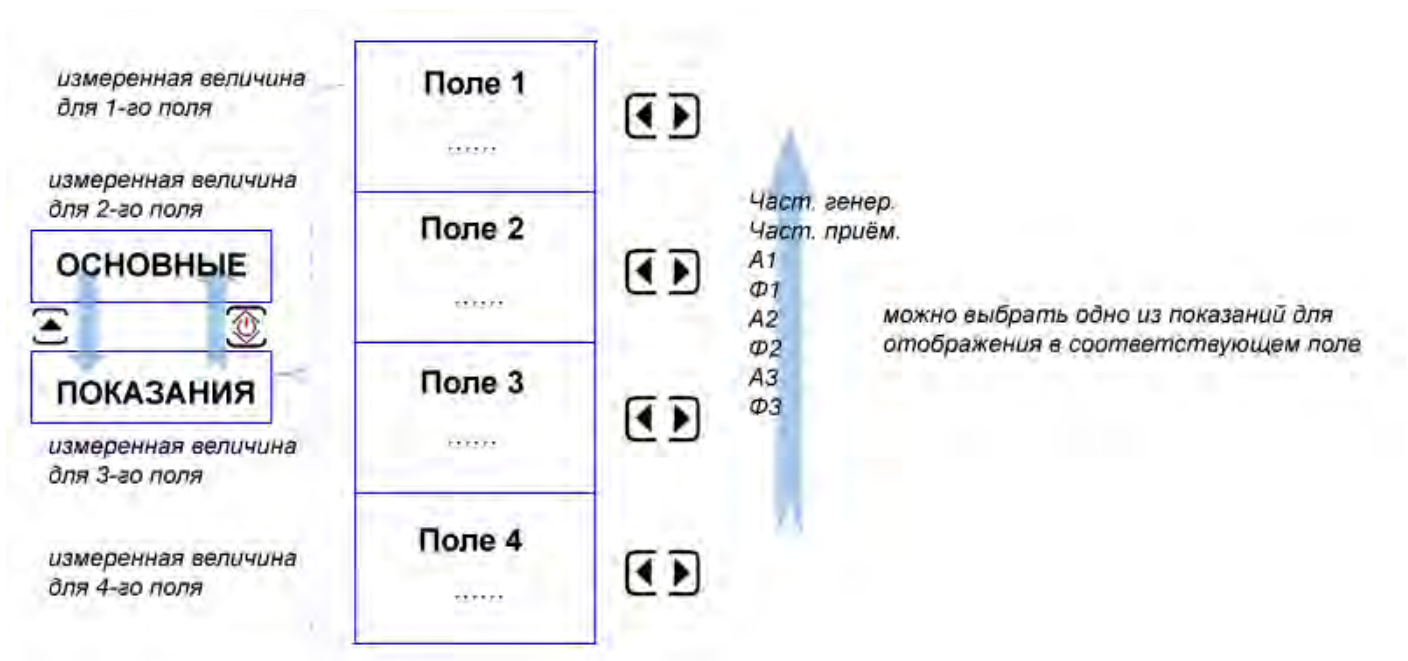 измеренная величина
для 1-го поля
измеренная величина
для 2-го поля
ОСНОВНЫЕ
ПОКАЗАНИЯ
измеренная величина
для 3-го поля
измеренная величина
для 4-го поля
Поле 1
......
Поле 2
......
Поле 3
......
Поле 4
......
Част. генер.
Част. приём.
А1
Ф1
А2
Ф2
А3
Ф3
можно выбрать одно из показаний для
отображения в соответствующем поле